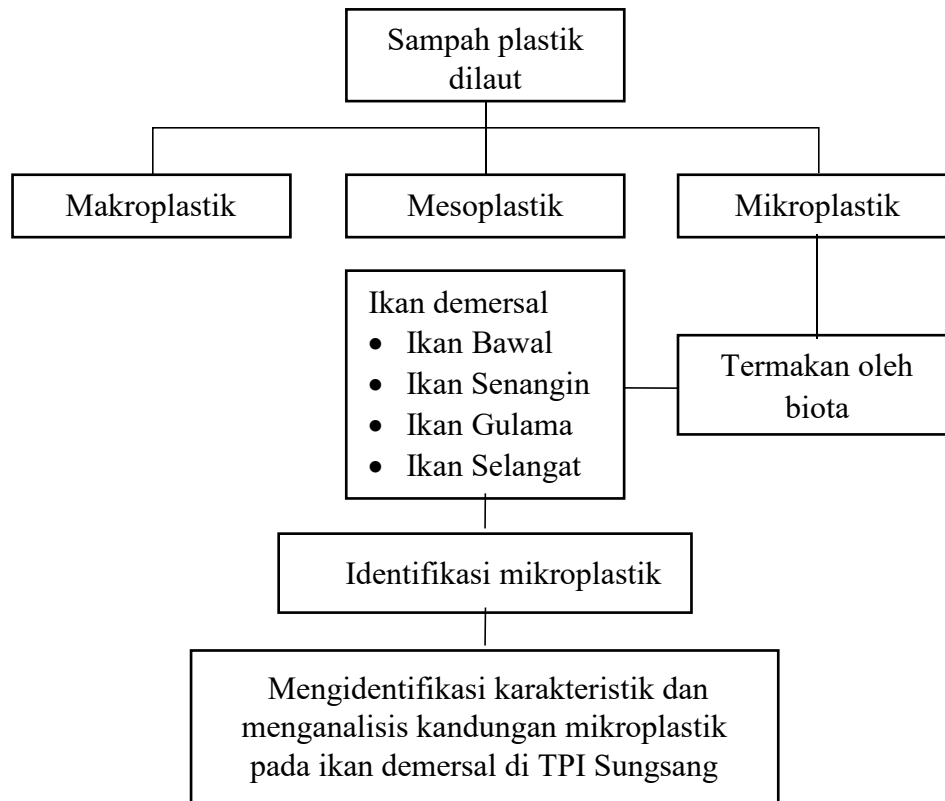 Sampah plastik
dilaut
Makroplastik
Mesoplastik
Mikroplastik
Ikan demersal
• Ikan Bawal
• Ikan Senangin
• Ikan Gulama
• Ikan Selangat
Termakan oleh
biota
Identifikasi mikroplastik
Mengidentifikasi karakteristik dan
menganalisis kandungan mikroplastik
pada ikan demersal di TPI Sungsang